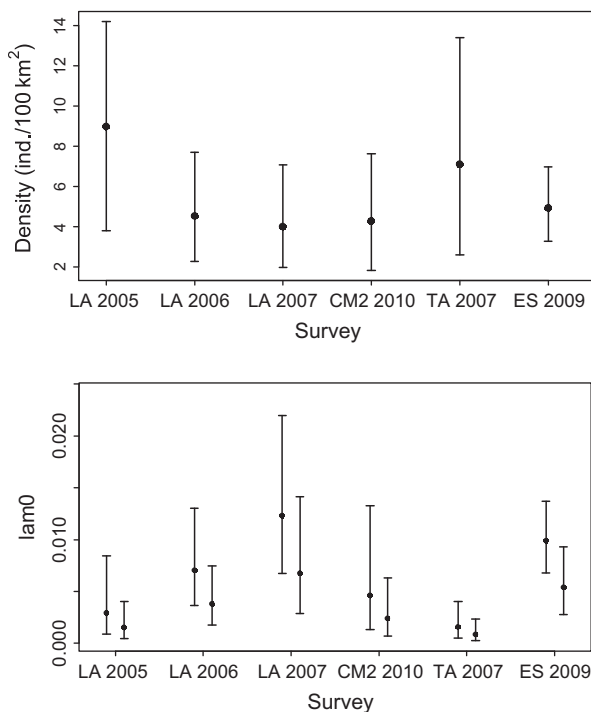 14
12
10
8
6
4
2
Density (ind./100 km²)
LA 2005 LA 2006 LA 2007 CM2 2010 TA 2007 ES 2009
Survey
0.020
0.010
0.000
lam0
LA 2005 LA 2006 LA 2007 CM2 2010 TA 2007 ES 2009
Survey